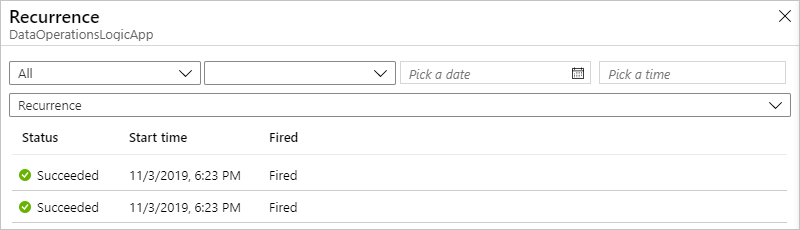 Recurrence
DataOperationsLogicApp
All Pick a date Pick a time
Recurrence
Status Start time Fired
Succeeded 11/3/2019, 6:23 PM Fired
Succeeded 11/3/2019, 6:23 PM Fired